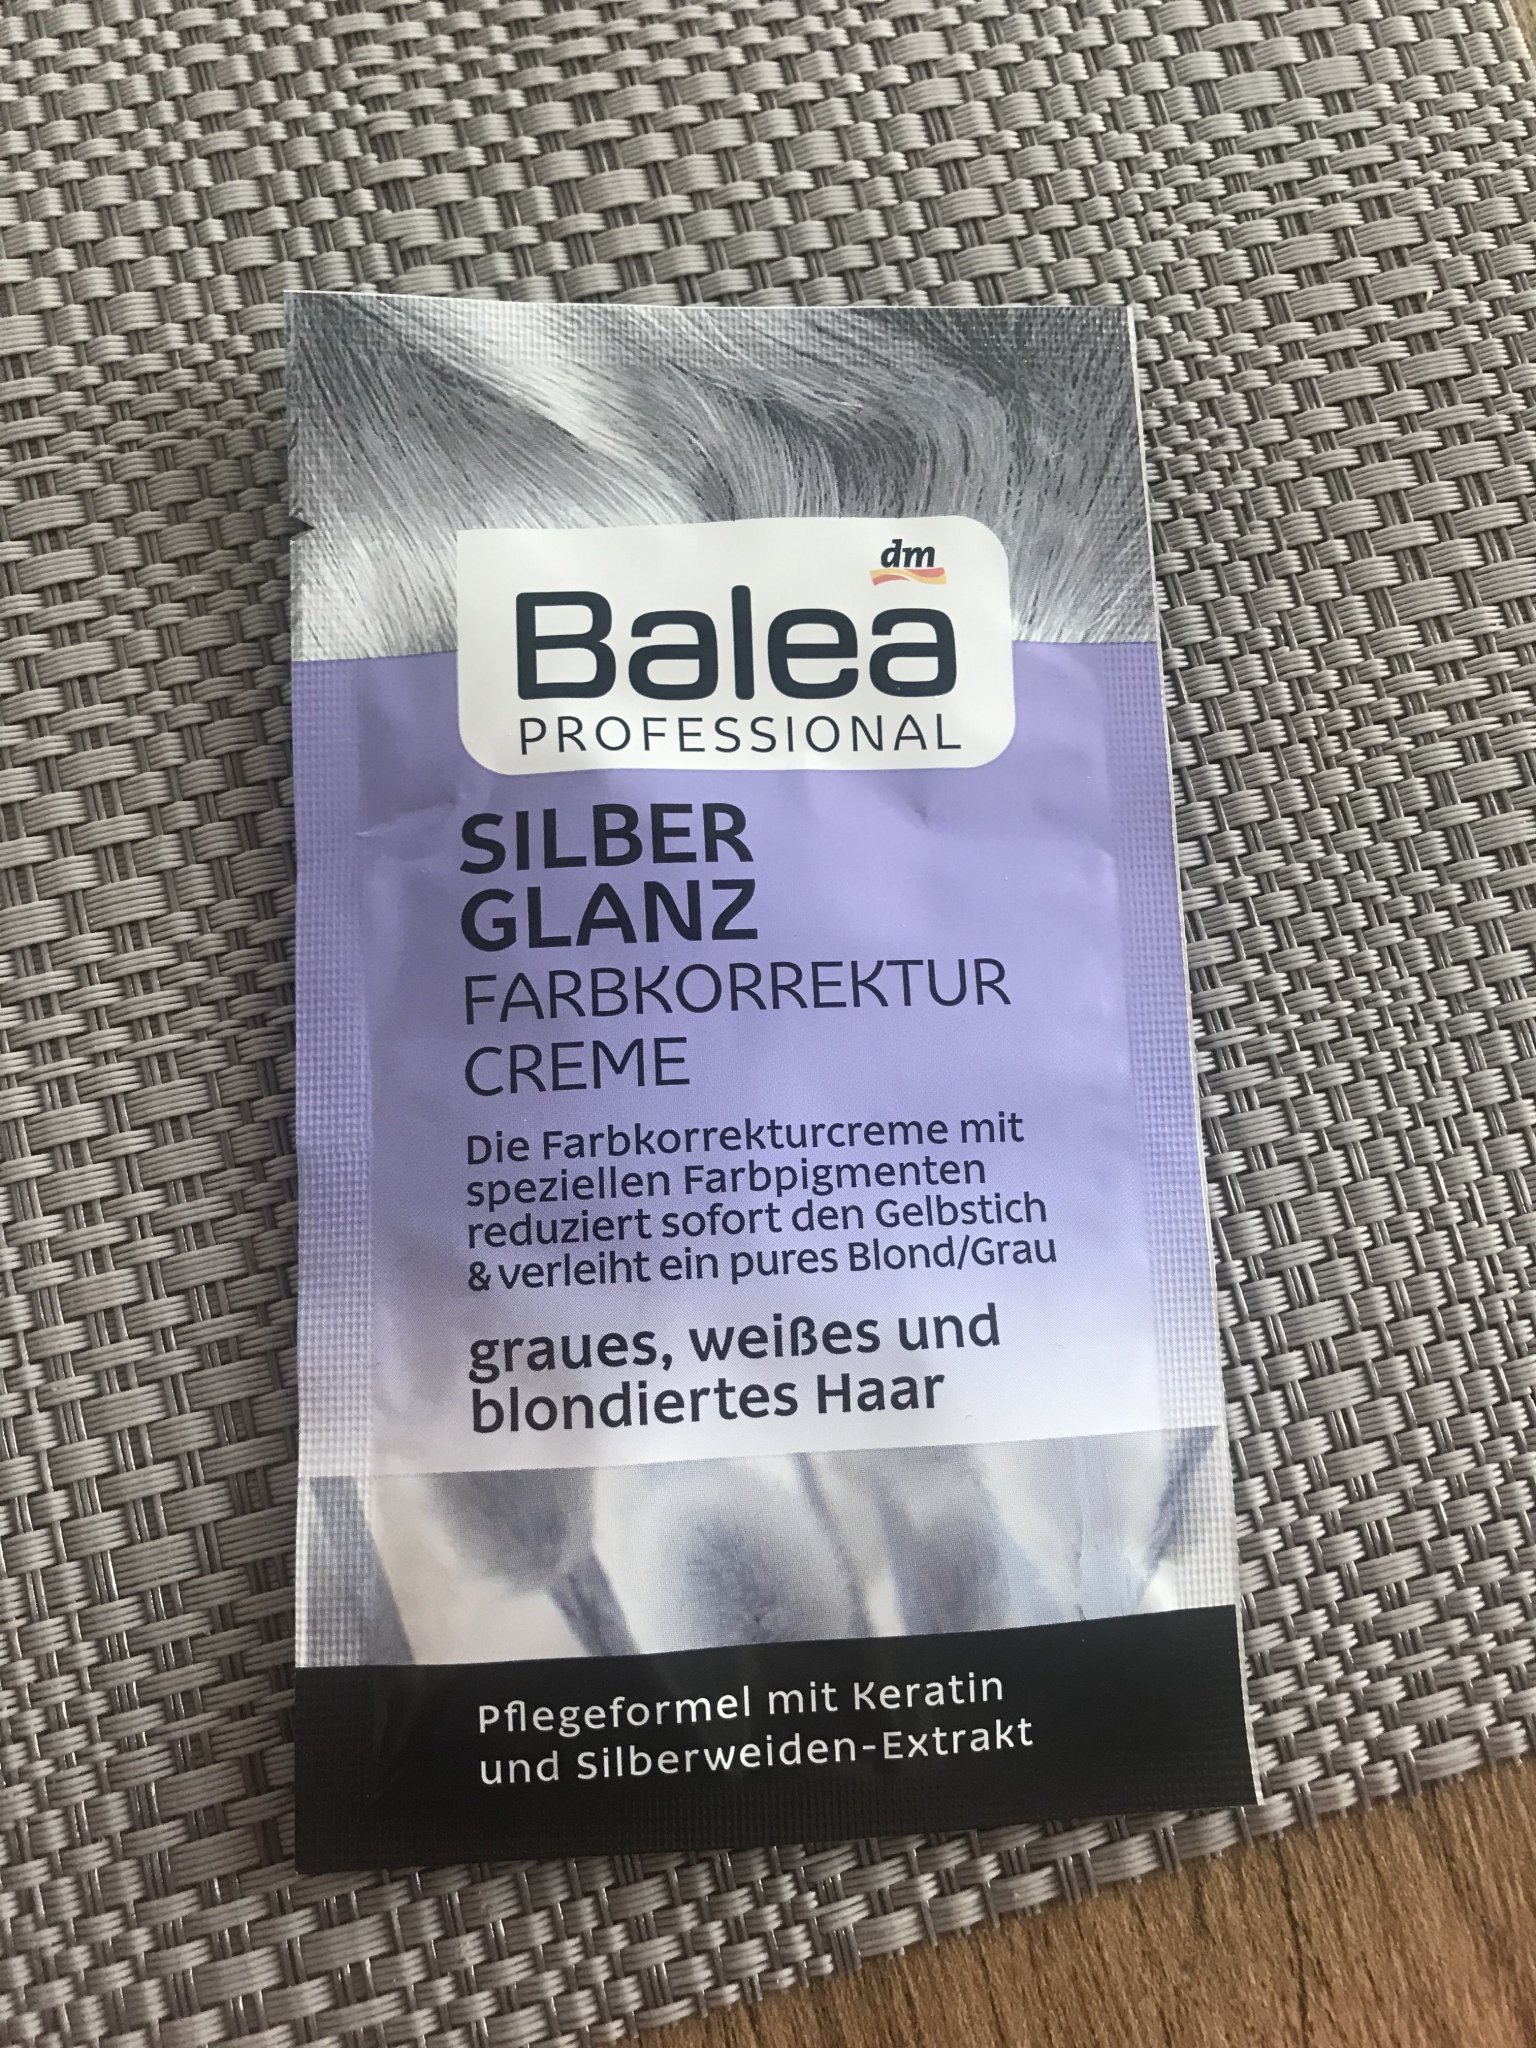 dm
Balea
PROFESSIONAL
SILBER
GLANZ
FARBKORREKTUR
CREME
Die Farbkorrekturcreme mit
speziellen Farbpigmenten
reduziert sofort den Gelbstich
& verleiht ein pures Blond/Grau
graues, weißes und
blondiertes Haar
Pflegeformel mit Keratin
und Silberweiden-Extrakt